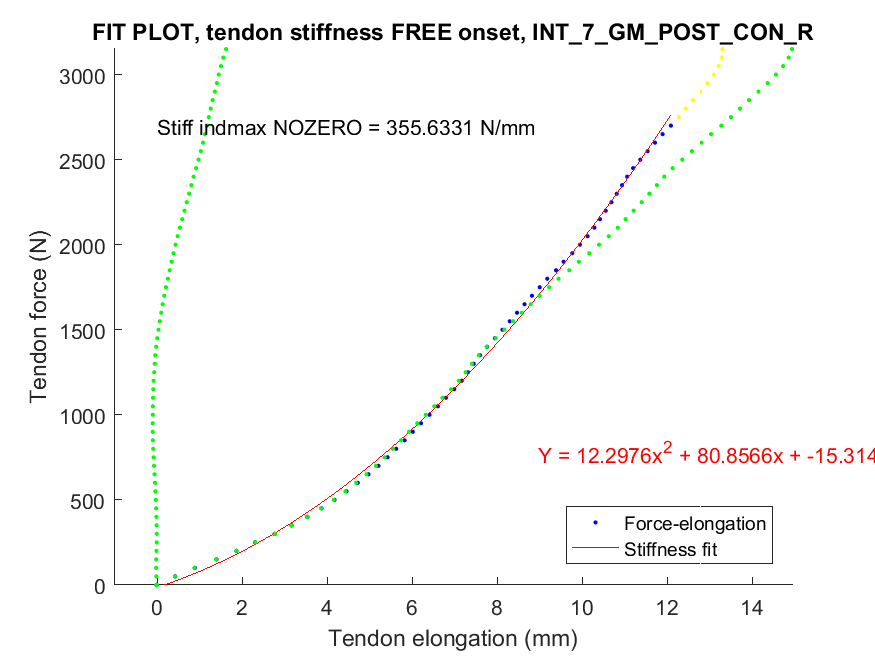 FIT PLOT, tendon stiffness FREE onset, INT_7_GM_POST_CON_R
3000
Stiff indmax NOZERO = 355.6331 N/mm
2500
2000
Tendon force (N)
1500
1000
Y = 12.2976x² + 80.8566x + -15.314
500
Force-elongation
Stiffness fit
0
0 2 4 6 8 10 12 14
Tendon elongation (mm)